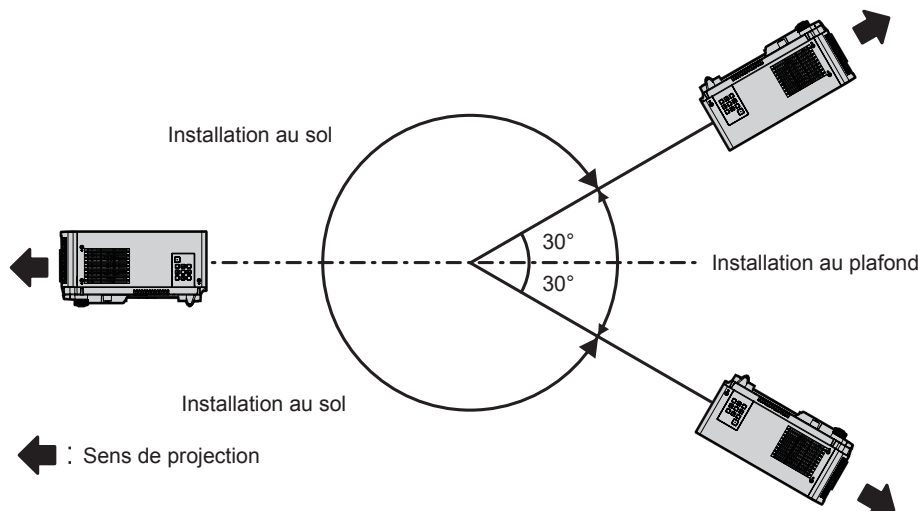 Installation au sol
30°
30°
Installation au plafond
Installation au sol
: Sens de projection